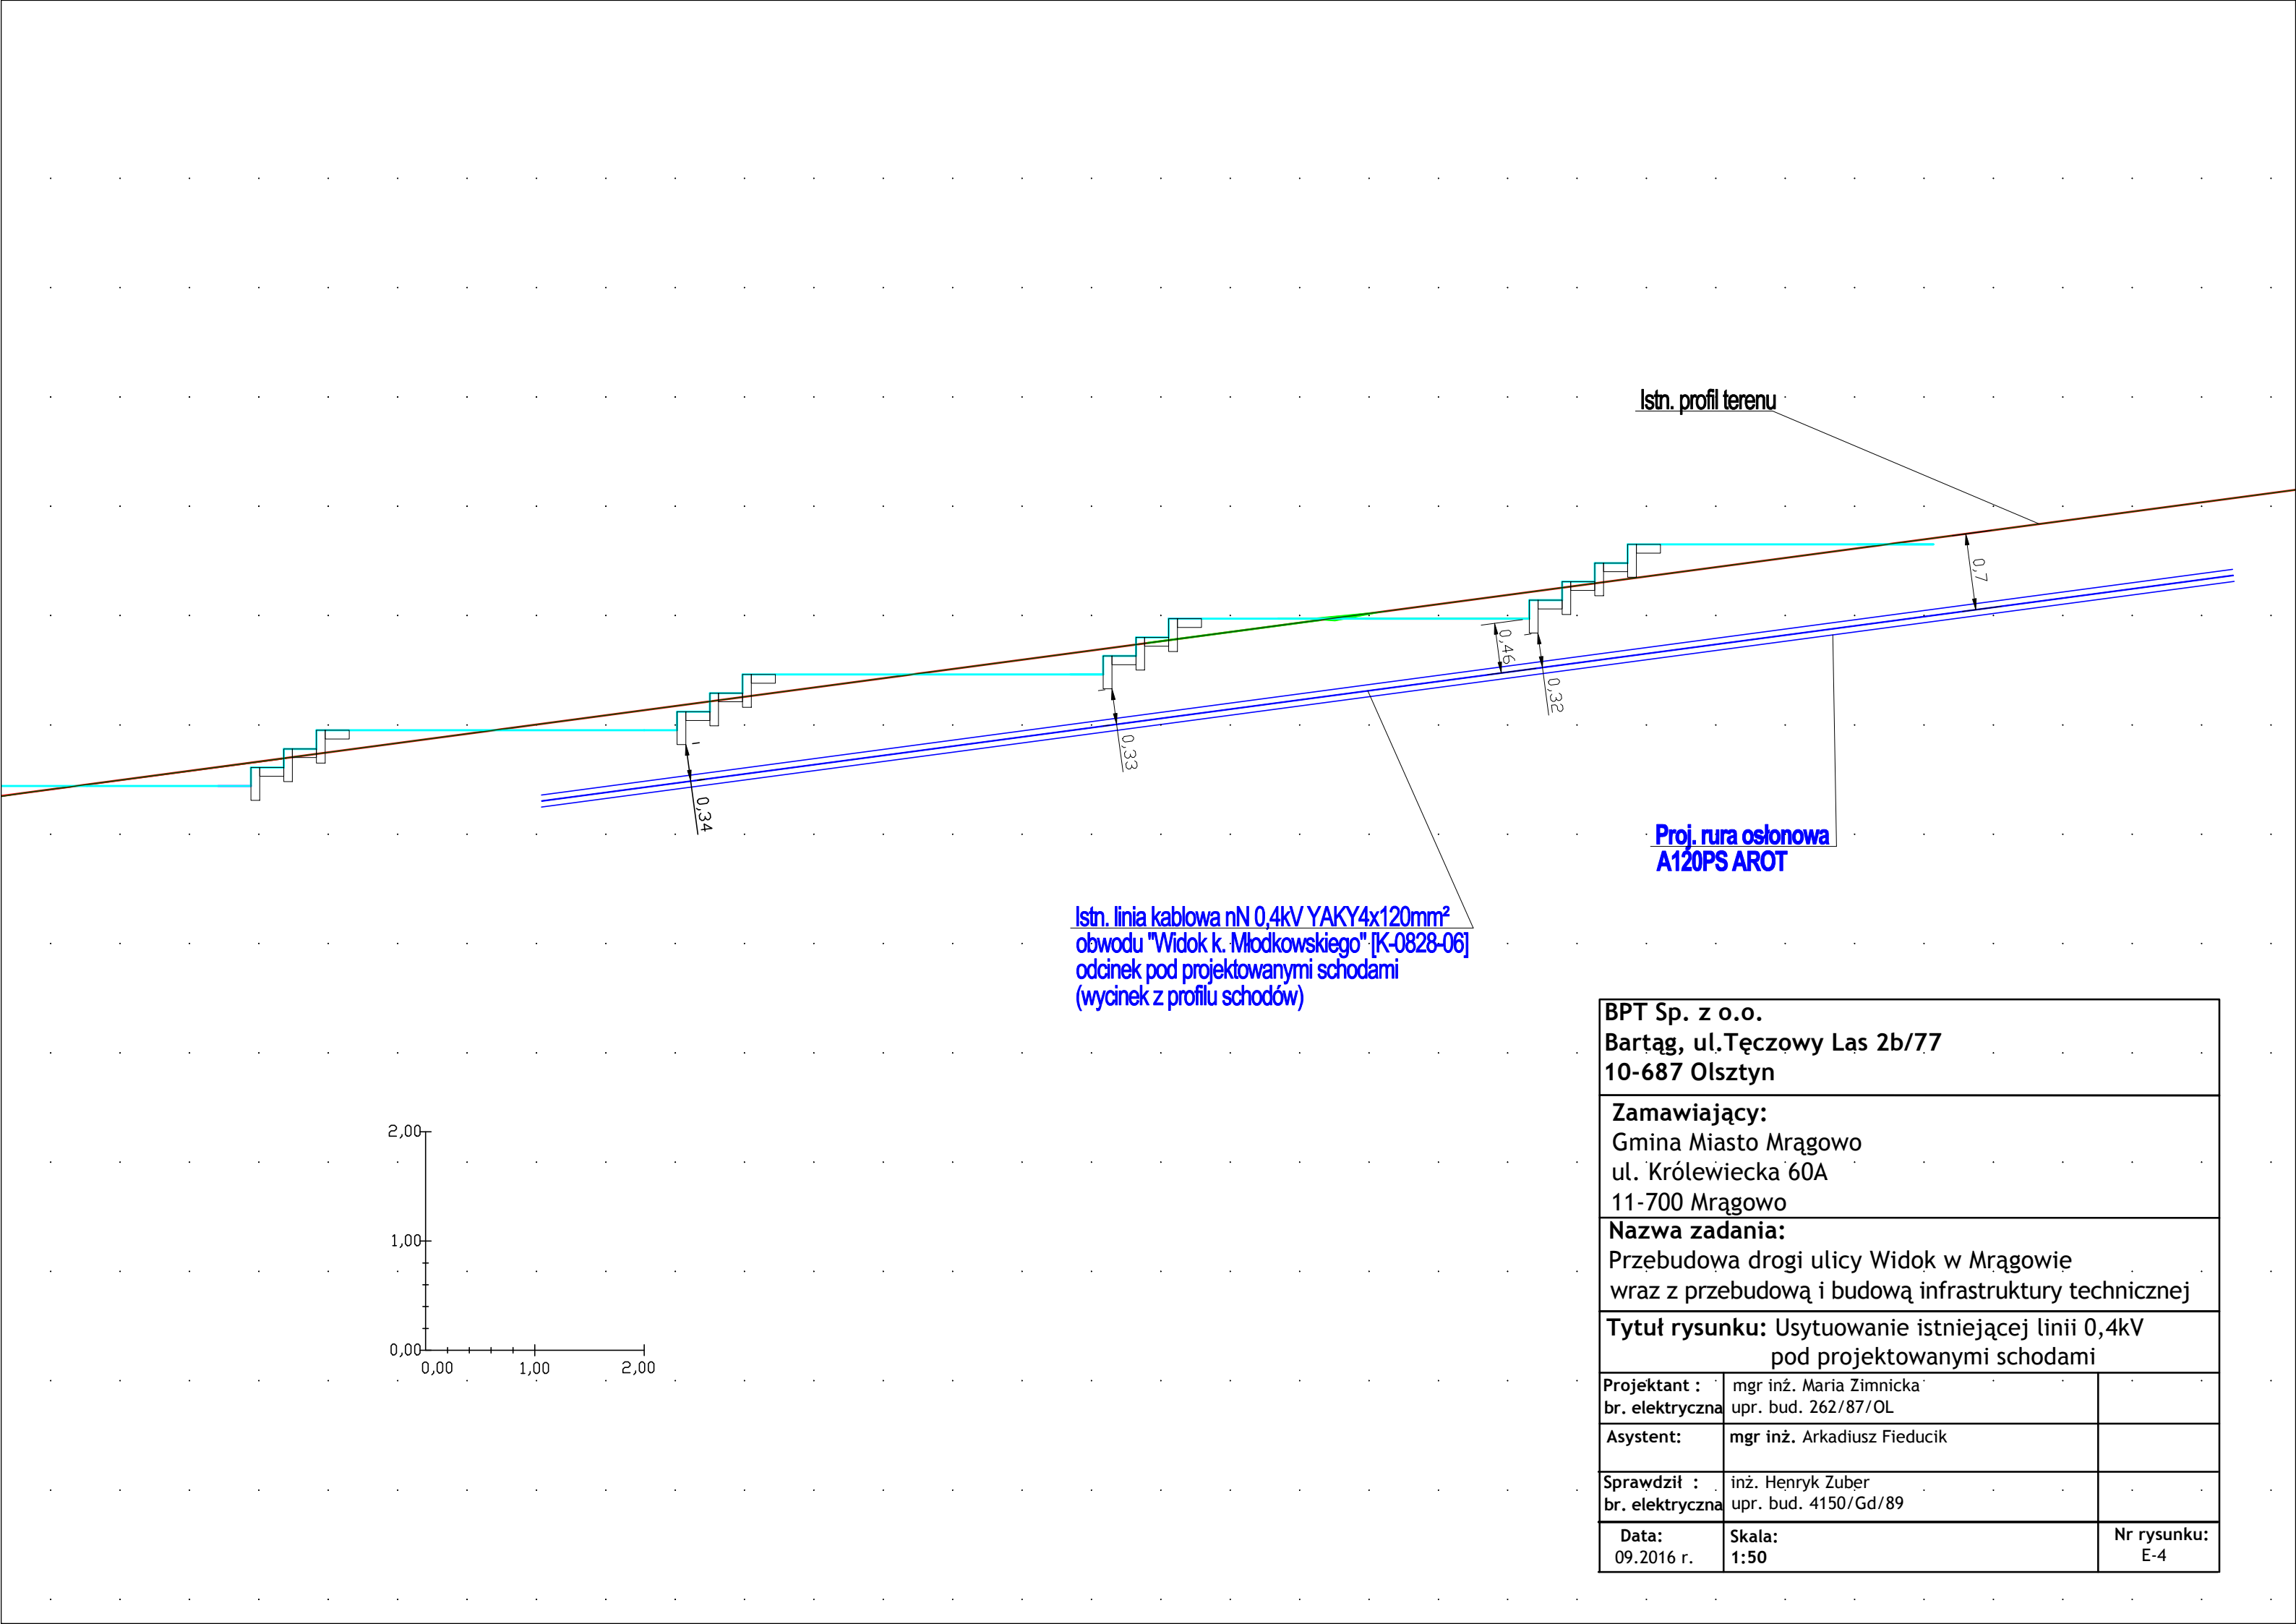 Istn. profil terenu
0,7
0,46
0,32
0,33
0,34
Proj. rura osłonowa
A120PS AROT
Istn. linia kablowa nN 0,4kV YAKY4x120mm²
obwodu "Widok k. Młodkowskiego" [K-0828-06]
odcinek pod projektowanymi schodami
(wycinek z profilu schodów)
2,00
1,00
0,00
0,00 1,00 2,00
BPT Sp. z o.o.
Bartąg, ul.Tęczowy Las 2b/77
10-687 Olsztyn
Zamawiający:
Gmina Miasto Mrągowo
ul. Królewiecka 60A
11-700 Mrągowo
Nazwa zadania:
Przebudowa drogi ulicy Widok w Mrągowie
wraz z przebudową i budową infrastruktury technicznej
Tytuł rysunku: Usytuowanie istniejącej linii 0,4kV
pod projektowanymi schodami
Projektant : mgr inź. Maria Zimnicka
br. elektryczna upr. bud. 262/87/OL
Asystent: mgr inż. Arkadiusz Fieducik
Sprawdził : inż. Henryk Zuber
br. elektryczna upr. bud. 4150/Gd/89
Data: Skala: Nr rysunku:
09.2016 r. 1:50 E-4